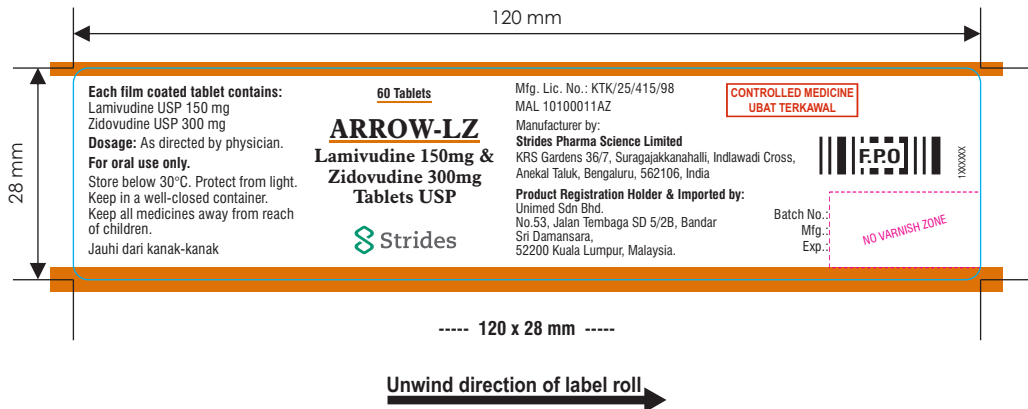 120 mm
28 mm
Each film coated tablet contains:
Lamivudine USP 150 mg
Zidovudine USP 300 mg
Dosage: As directed by physician.
For oral use only.
Store below 30°C. Protect from light.
Keep in a well-closed container.
Keep all medicines away from reach
of children.
Jauhi dari kanak-kanak
60 Tablets
ARROW-LZ
Lamivudine 150mg &
Zidovudine 300mg
Tablets USP
Strides
Mfg. Lic. No.: KTK/25/415/98
MAL 10100011AZ
Manufacturer by:
Strides Pharma Science Limited
KRS Gardens 36/7, Suragajakkanahalli, Indlawadi Cross,
Anekal Taluk, Bengaluru, 562106, India
Product Registration Holder & Imported by:
Unimed Sdn Bhd.
No.53, Jalan Tembaga SD 5/2B, Bandar
Sri Damansara,
52200 Kuala Lumpur, Malaysia.
CONTROLLED MEDICINE
UBAT TERKAWAL
F.P.O
1XXXXXX
Batch No.:
Mfg.:
Exp.:
NO VARNISH ZONE
----- 120 x 28 mm -----
Unwind direction of label roll